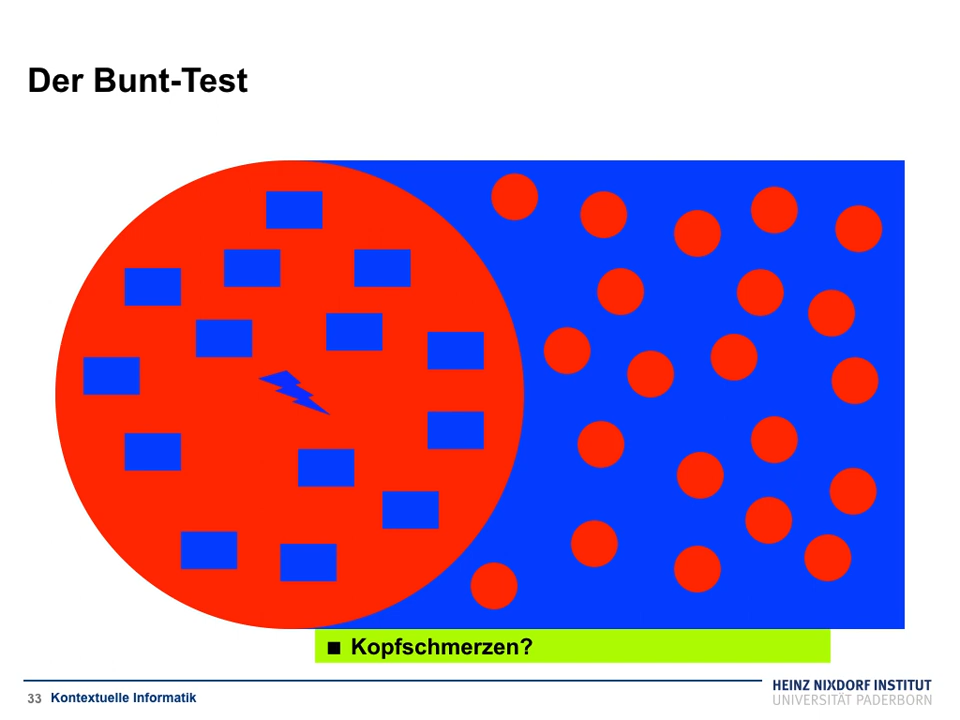 Der Bunt-Test
■ Kopfschmerzen?
33 Kontextuelle Informatik
HEINZ NIXDORF INSTITUT
UNIVERSITÄT PADERBORN